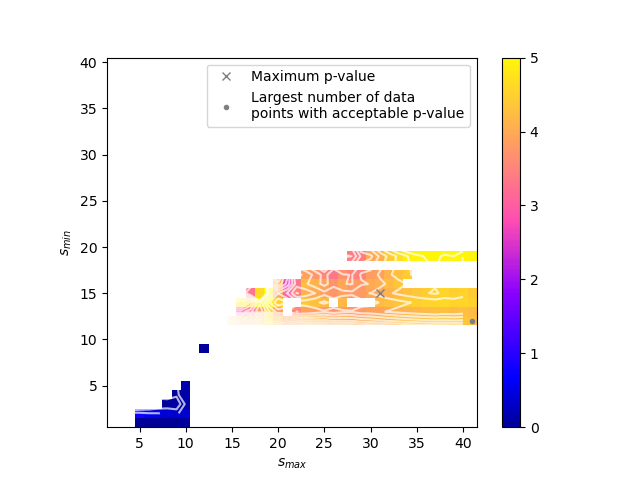 40
35
30
25
20
15
10
5
s_min
5 10 15 20 25 30 35 40
s_max
Maximum p-value
Largest number of data
points with acceptable p-value
5
4
3
2
1
0